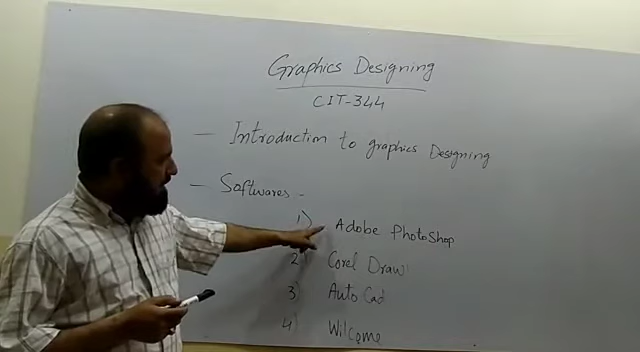 Graphics Designing
CIT-344
— Introduction to graphics Designing
— Softwares -
1) Adobe PhotoShop
2) Corel Draw
3) Auto Cad
4) Wilcome